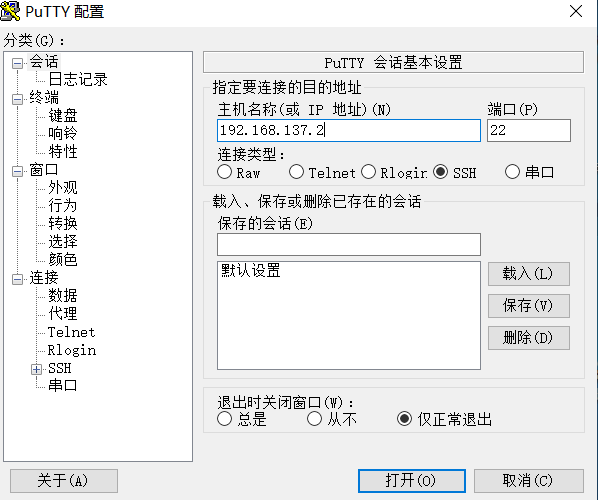 PuTTY 配置
分类(G)：
会话
日志记录
终端
键盘
响铃
特性
窗口
外观
行为
转换
选择
颜色
连接
数据
代理
Telnet
Rlogin
SSH
串口
PuTTY 会话基本设置
指定要连接的目的地址
主机名称(或 IP 地址)(N) 端口(P)
192.168.137.2 22
连接类型:
Raw Telnet Rlogin SSH 串口
载入、保存或删除已存在的会话
保存的会话(E)
默认设置
载入(L)
保存(V)
删除(D)
退出时关闭窗口(W)：
总是 从不 仅正常退出
关于(A) 打开(O) 取消(C)